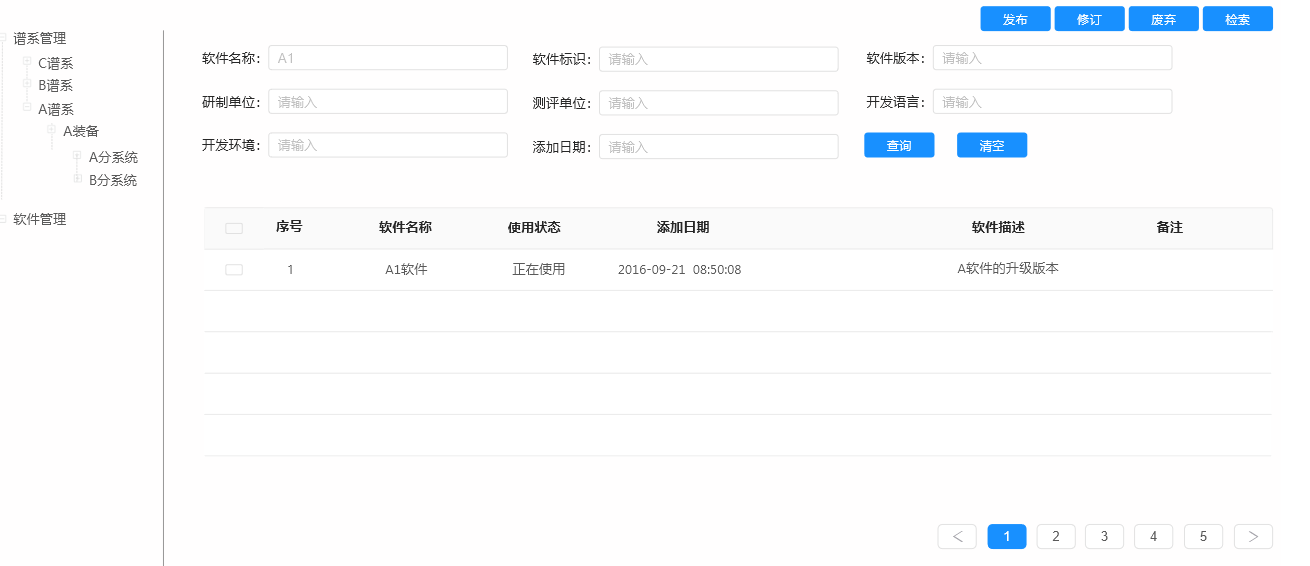 发布 修订 废弃 检索
谱系管理
C谱系
B谱系
A谱系
A装备
A分系统
B分系统
软件管理
软件名称: A1 软件标识: 请输入 软件版本: 请输入
研制单位: 请输入 测评单位: 请输入 开发语言: 请输入
开发环境: 请输入 添加日期: 请输入 查询 清空
序号 软件名称 使用状态 添加日期 软件描述 备注
1 A1软件 正在使用 2016-09-21 08:50:08 A软件的升级版本
< 1 2 3 4 5 >